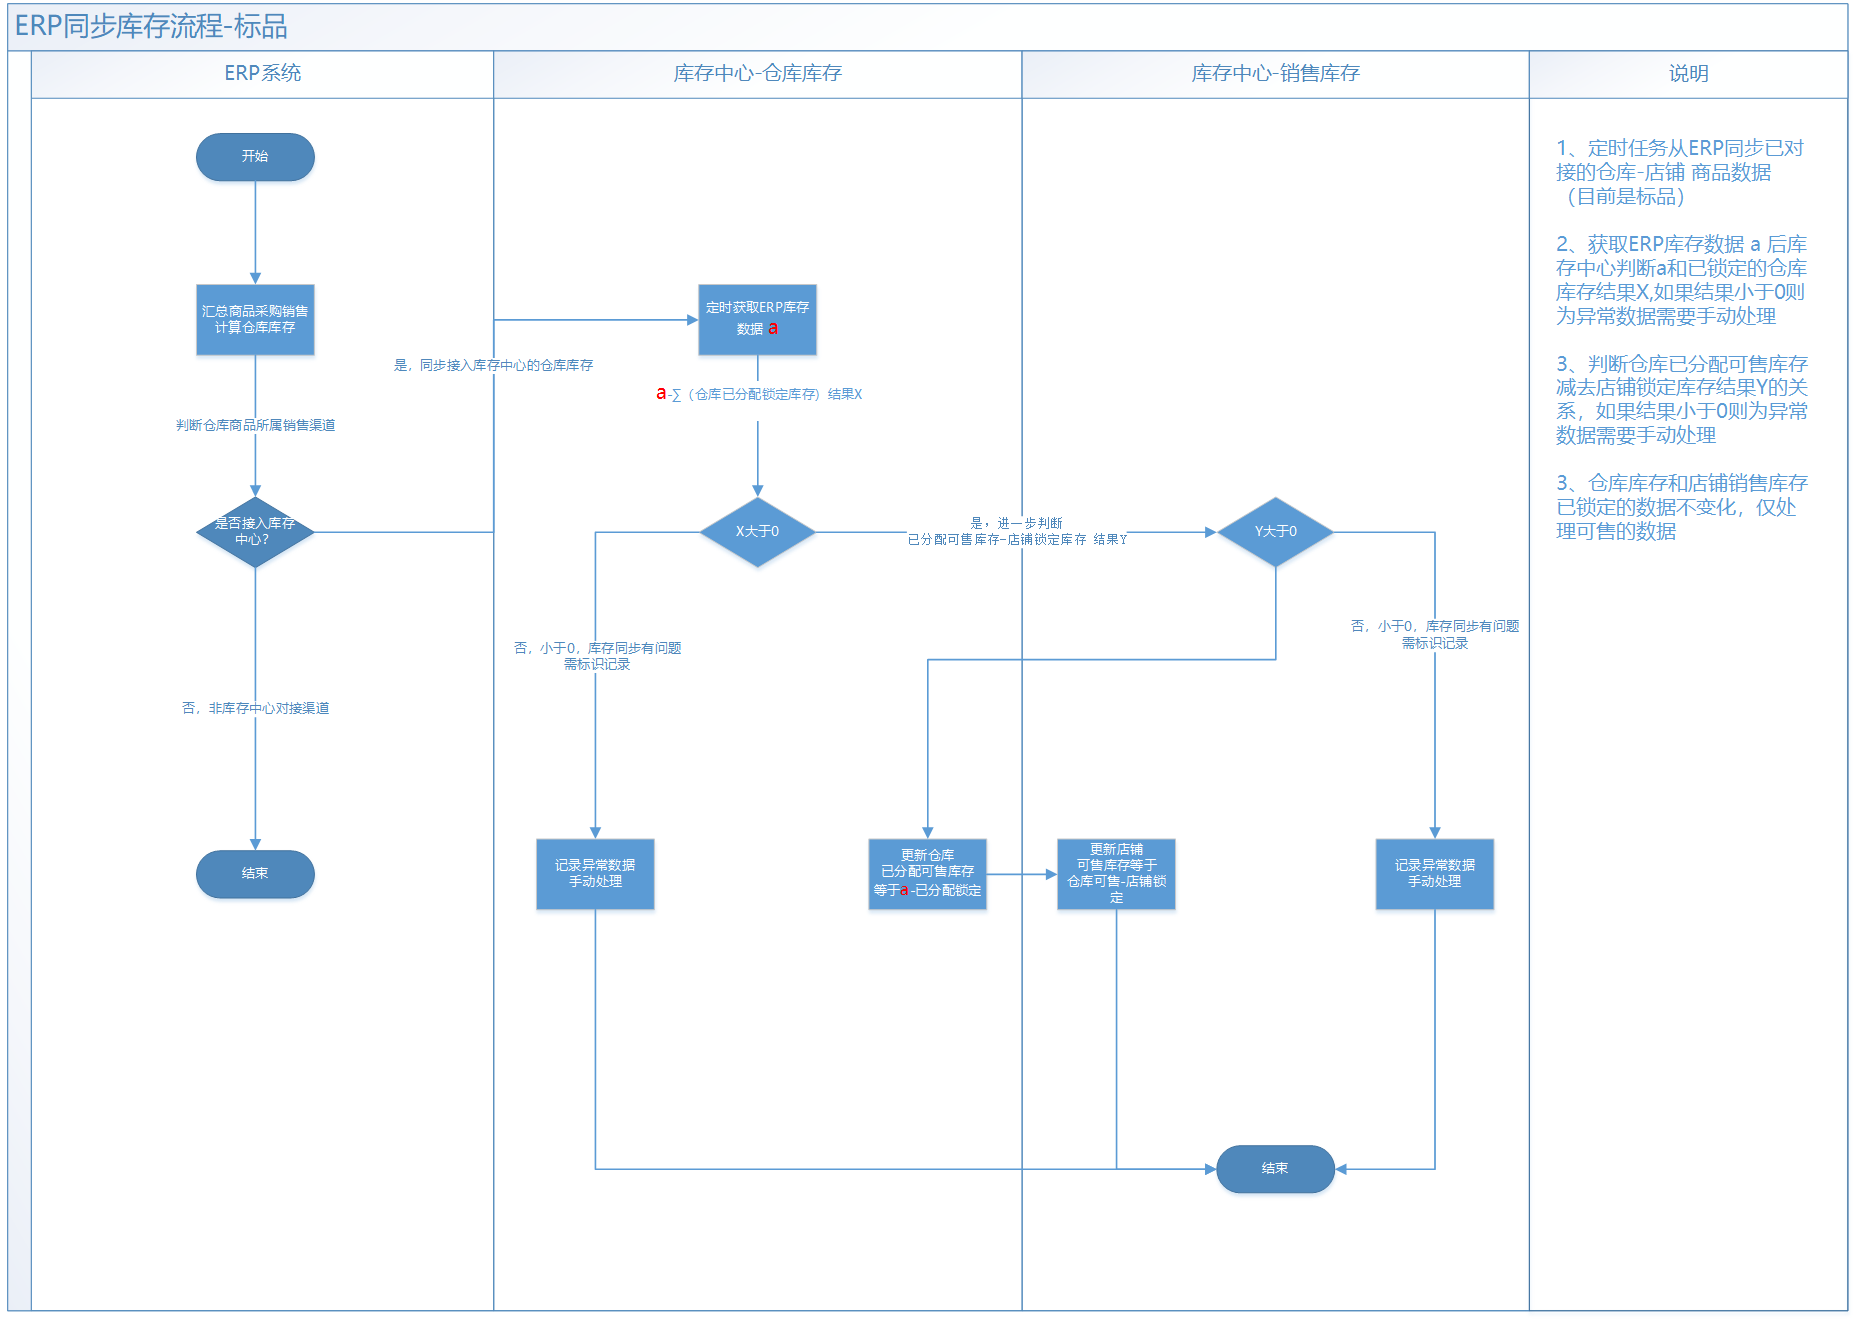 ERP同步库存流程-标品
ERP系统
库存中心-仓库库存
库存中心-销售库存
说明
开始
汇总商品采购销售
计算仓库库存
判断仓库商品所属销售渠道
是否接入库存
中心?
否，非库存中心对接渠道
结束
是，同步接入库存中心的仓库库存
定时获取ERP库存
数据 a
a-∑（仓库已分配锁定库存）结果X
X大于0
否，小于0，库存同步有问题
需标识记录
记录异常数据
手动处理
是，进一步判断
已分配可售库存-店铺锁定库存 结果Y
Y大于0
否，小于0，库存同步有问题
需标识记录
更新仓库
已分配可售库存
等于a-已分配锁定
更新店铺
可售库存等于
仓库可售-店铺锁
定
记录异常数据
手动处理
结束
1、定时任务从ERP同步已对
接的仓库-店铺 商品数据
（目前是标品）
2、获取ERP库存数据 a 后库
存中心判断a和已锁定的仓库
库存结果X,如果结果小于0则
为异常数据需要手动处理
3、判断仓库已分配可售库存
减去店铺锁定库存结果Y的关
系，如果结果小于0则为异常
数据需要手动处理
3、仓库库存和店铺销售库存
已锁定的数据不变化，仅处
理可售的数据